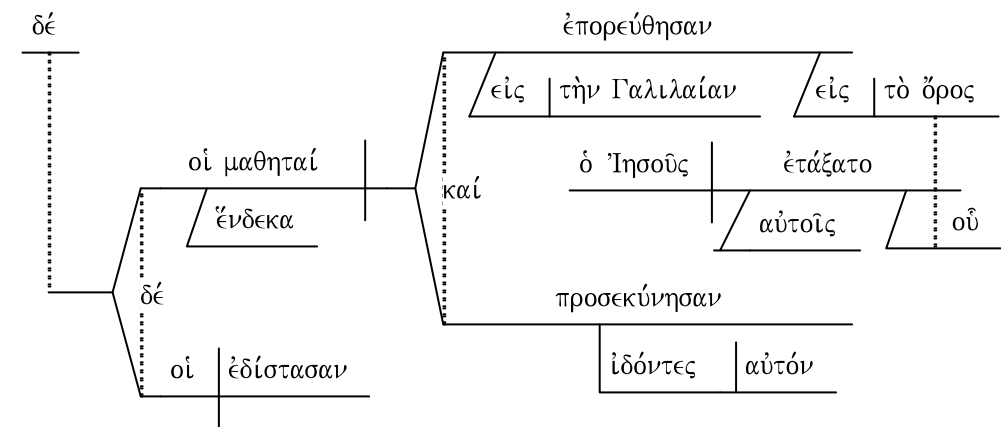 δέ
ἐπορεύθησαν
εἰς τὴν Γαλιλαίαν εἰς τὸ ὄρος
οἱ μαθηταί ὁ Ἰησοῦς ἐτάξατο
καί
ἕνδεκα αὐτοῖς οὗ
δέ προσεκύνησαν
οἱ ἐδίστασαν ἰδόντες αὐτόν